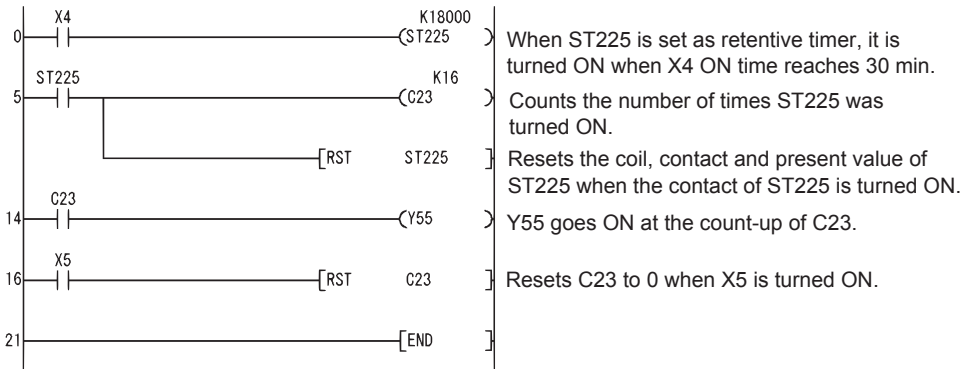 X4 K18000
0 (ST225 ) When ST225 is set as retentive timer, it is
turned ON when X4 ON time reaches 30 min.
ST225 K16
5 (C23 ) Counts the number of times ST225 was
turned ON.
[RST ST225 ] Resets the coil, contact and present value of
ST225 when the contact of ST225 is turned ON.
C23
14 (Y55 ) Y55 goes ON at the count-up of C23.
X5
16 [RST C23 ] Resets C23 to 0 when X5 is turned ON.
21 [END ]